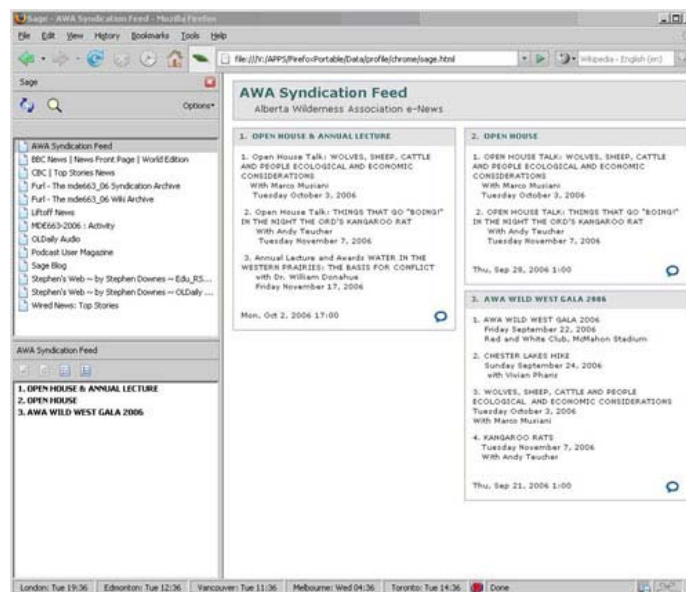 Sage - AWA Syndication Feed - Mozilla Firefox
File Edit View History Bookmarks Tools Help
file:///V:/APPS/FirefoxPortable/Data/profile/chrome/sage.html
Wikipedia - English (en)
Sage
Options
AWA Syndication Feed
BBC News | News Front Page | World Edition
CBC | Top Stories News
Furl - The mde663_06 Syndication Archive
Furl - The mde663_06 Wiki Archive
Liftoff News
MDE663-2006 : Activity
OLDaily Audio
Podcast User Magazine
Sage Blog
Stephen's Web ~ by Stephen Downes ~ Edu_RS...
Stephen's Web ~ by Stephen Downes ~ OLDaily ...
Wired News: Top Stories
AWA Syndication Feed
1. OPEN HOUSE & ANNUAL LECTURE
2. OPEN HOUSE
3. AWA WILD WEST GALA 2006
AWA Syndication Feed
Alberta Wilderness Association e-News
1. OPEN HOUSE & ANNUAL LECTURE
1. Open House Talk: WOLVES, SHEEP, CATTLE
AND PEOPLE ECOLOGICAL AND ECONOMIC
CONSIDERATIONS
With Marco Musiani
Tuesday October 3, 2006
2. Open House Talk: THINGS THAT GO "BOING!"
IN THE NIGHT THE ORD'S KANGAROO RAT
With Andy Teucher
Tuesday November 7, 2006
3. Annual Lecture and Awards WATER IN THE
WESTERN PRAIRIES: THE BASIS FOR CONFLICT
with Dr. William Donahue
Friday November 17, 2006
Mon, Oct 2, 2006 17:00
2. OPEN HOUSE
1. OPEN HOUSE TALK: WOLVES, SHEEP, CATTLE
AND PEOPLE ECOLOGICAL AND ECONOMIC
CONSIDERATIONS
With Marco Musiani
Tuesday October 3, 2006
2. OPEN HOUSE TALK: THINGS THAT GO "BOING!"
IN THE NIGHT THE ORD'S KANGAROO RAT
With Andy Teucher
Tuesday November 7, 2006
Thu, Sep 28, 2006 1:00
3. AWA WILD WEST GALA 2006
1. AWA WILD WEST GALA 2006
Friday September 22, 2006
Red and White Club, McMahon Stadium
2. CHESTER LAKES HIKE
Sunday September 24, 2006
with Vivian Pharis
3. WOLVES, SHEEP, CATTLE AND PEOPLE
ECOLOGICAL AND ECONOMIC CONSIDERATIONS
Tuesday October 3, 2006
With Marco Musiani
4. KANGAROO RATS
Tuesday November 7, 2006
With Andy Teucher
Thu, Sep 21, 2006 1:00
London: Tue 19:36 Edmonton: Tue 12:36 Vancouver: Tue 11:36 Melbourne: Wed 04:36 Toronto: Tue 14:36 Done